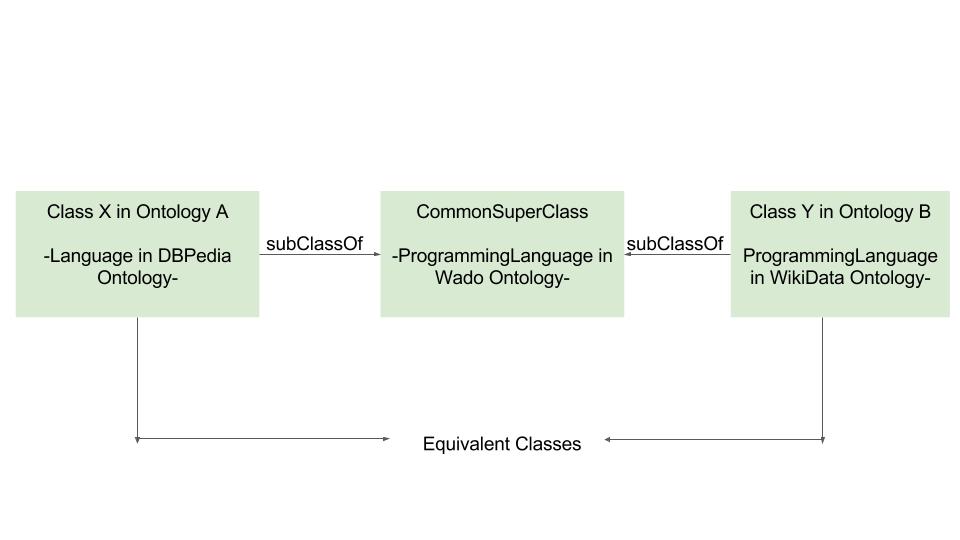 Class X in Ontology A
-Language in DBPedia
Ontology-
subClassOf
CommonSuperClass
-ProgrammingLanguage in
Wado Ontology-
subClassOf
Class Y in Ontology B
ProgrammingLanguage
in WikiData Ontology-
Equivalent Classes